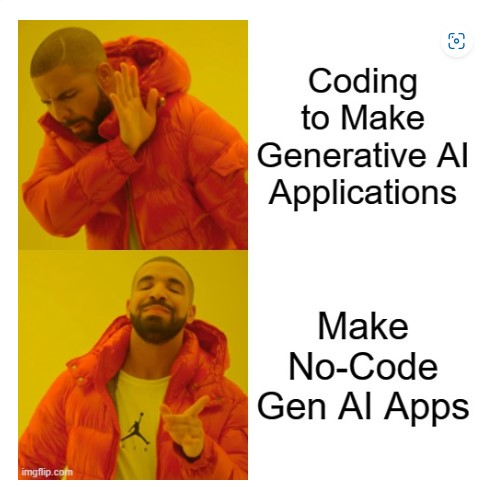 Coding
to Make
Generative AI
Applications
Make
No-Code
Gen AI Apps
imgflip.com